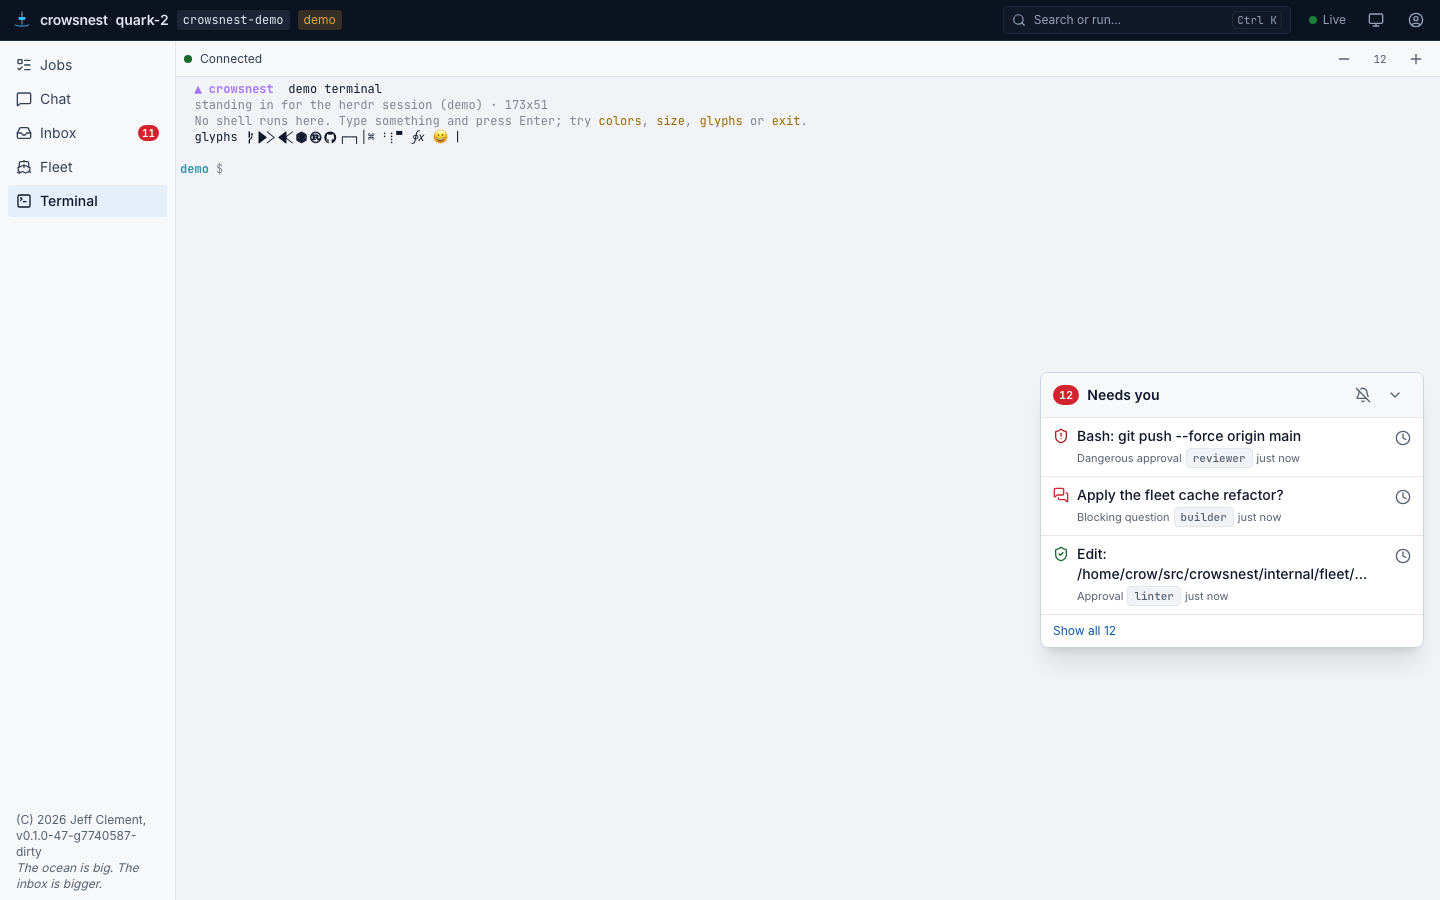 crowsnest quark-2 crowsnest-demo demo
Search or run... Ctrl K
Live
Jobs
Chat
Inbox 11
Fleet
Terminal
(C) 2026 Jeff Clement,
v0.1.0-47-g7740587-
dirty
The ocean is big. The
inbox is bigger.
Connected
12
▲ crowsnest demo terminal
standing in for the herdr session (demo) · 173x51
No shell runs here. Type something and press Enter; try colors, size, glyphs or exit.
glyphs
demo $
12 Needs you
Bash: git push --force origin main
Dangerous approval reviewer just now
Apply the fleet cache refactor?
Blocking question builder just now
Edit:
/home/crow/src/crowsnest/internal/fleet/...
Approval linter just now
Show all 12